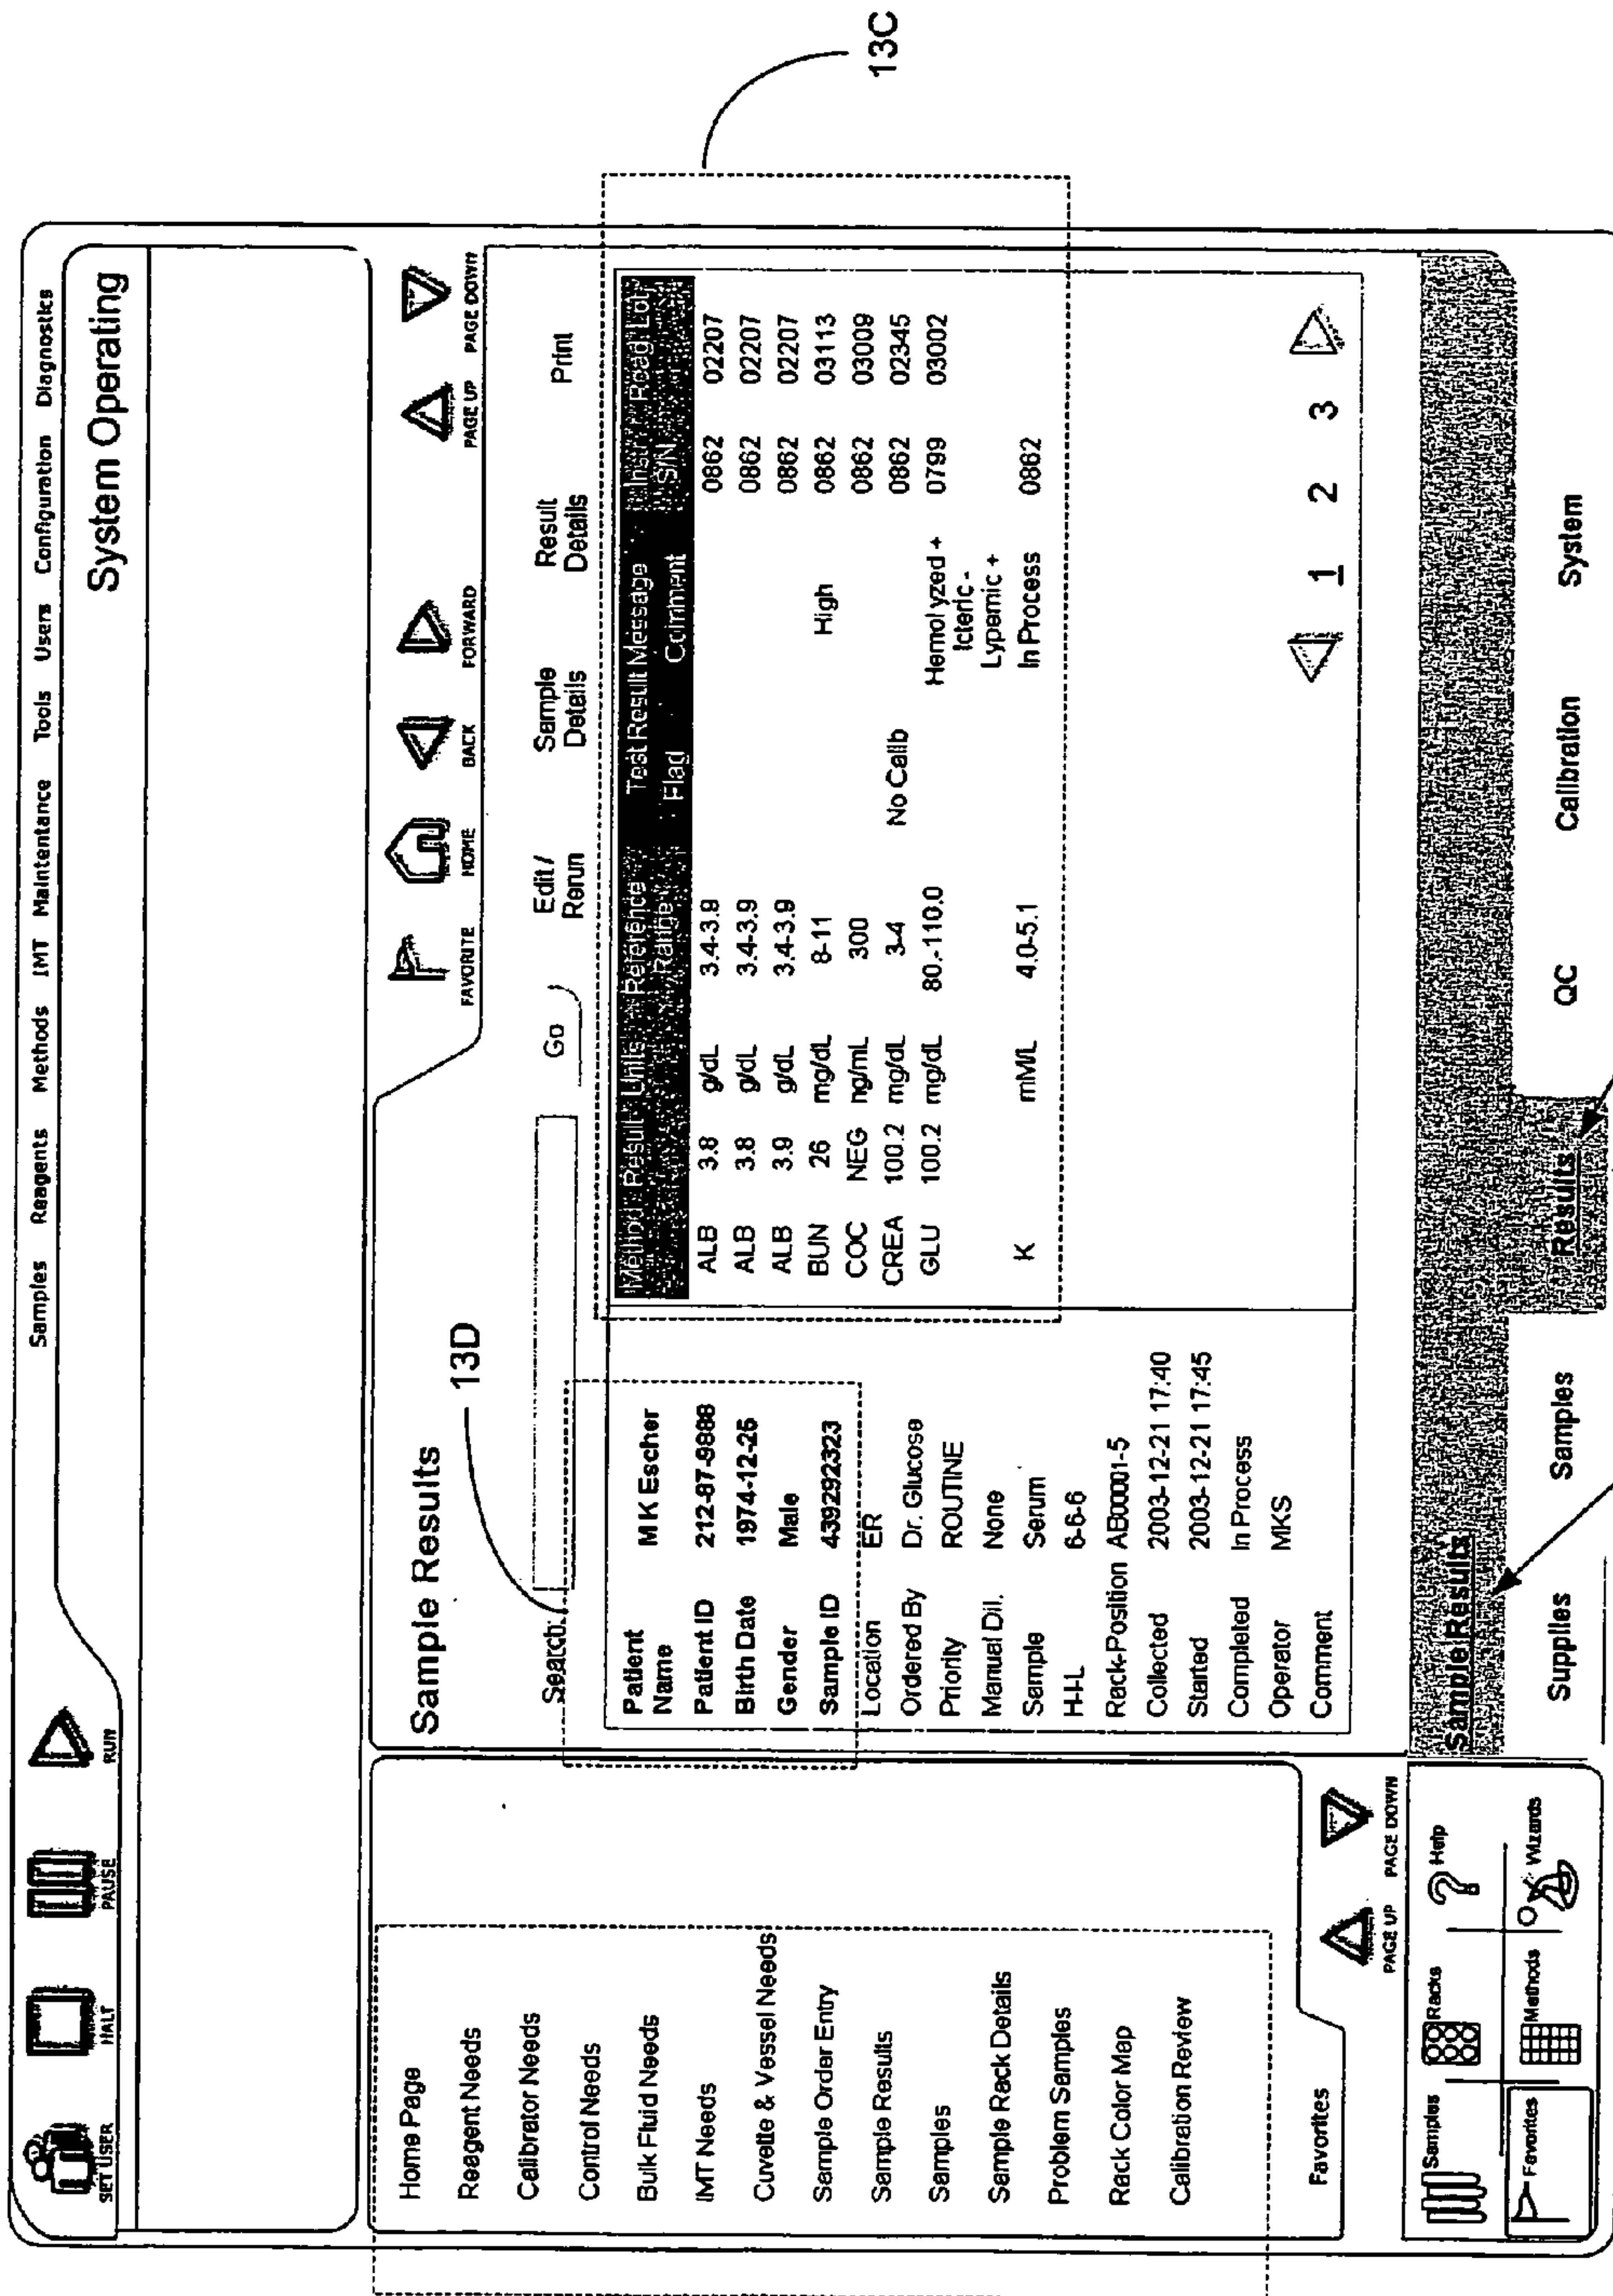 Samples Reagents Methods IMT Maintentance Tools Users Configuration Diagnostics
SET USER
HALT
PAUSE
RUN
System Operating
Home Page
Reagent Needs
Calibrator Needs
Control Needs
Bulk Fluid Needs
IMT Needs
Cuvette & Vessel Needs
Sample Order Entry
Sample Results
Samples
Sample Rack Details
Problem Samples
Rack Color Map
Calibration Review
Favorites
PAGE UP PAGE DOWN
Samples Racks Help
Favorites Methods Wizards
Sample Results
13D
FAVORITE HOME BACK FORWARD PAGE UP PAGE DOWN
Search: Go
Edit / Rerun
Sample Details
Result Details
Print
Patient Name M K Escher
Patient ID 212-87-9888
Birth Date 1974-12-26
Gender Male
Sample ID 439292323
Location ER
Ordered By Dr. Glucose
Priority ROUTINE
Manual Dil. None
Sample Serum
H-I-L 6-6-6
Rack-Position AB00001-5
Collected 2003-12-21 17:40
Started 2003-12-21 17:45
Completed In Process
Operator MKS
Comment
Method Result Units Reference Range Test Result Message Flag Comment Instr. S/N Reag Lot
ALB 3.8 g/dL 3.4-3.9 0862 02207
ALB 3.8 g/dL 3.4-3.9 0862 02207
ALB 3.9 g/dL 3.4-3.9 0862 02207
BUN 26 mg/dL 8-11 High 0862 03113
COC NEG ng/mL 300 0862 03009
CREA 100.2 mg/dL 3-4 No Calib 0862 02345
GLU 100.2 mg/dL 80.-110.0 Hemolyzed + 0799 03002
Icteric -
Lypemic +
K mM/L 4.0-5.1 In Process 0862
1 2 3
13C
Sample Results
Supplies Samples Results QC Calibration System